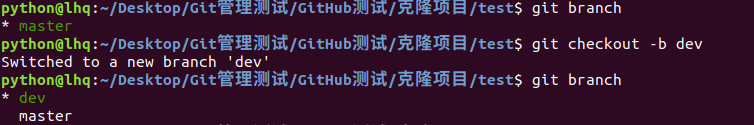 python@lhq:~/Desktop/Git管理测试/GitHub测试/克隆项目/test$ git branch
* master
python@lhq:~/Desktop/Git管理测试/GitHub测试/克隆项目/test$ git checkout -b dev
Switched to a new branch 'dev'
python@lhq:~/Desktop/Git管理测试/GitHub测试/克隆项目/test$ git branch
* dev
  master